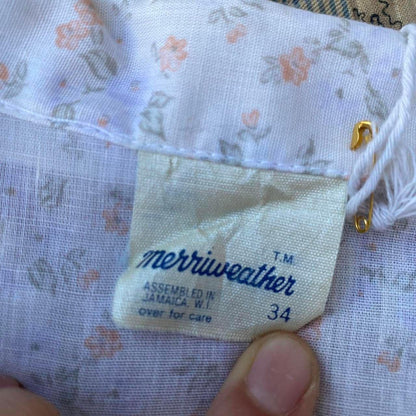 T.M.
merriweather
ASSEMBLED IN
JAMAICA, W.I.
over for care
34